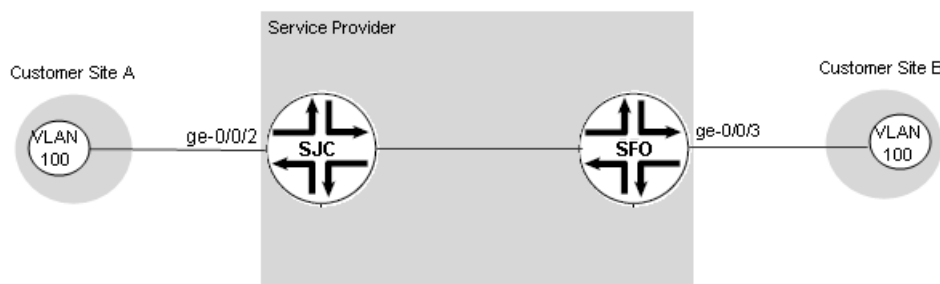 Service Provider
Customer Site A
Customer Site B
VLAN
100
ge-0/0/2
SJC
SFO
ge-0/0/3
VLAN
100